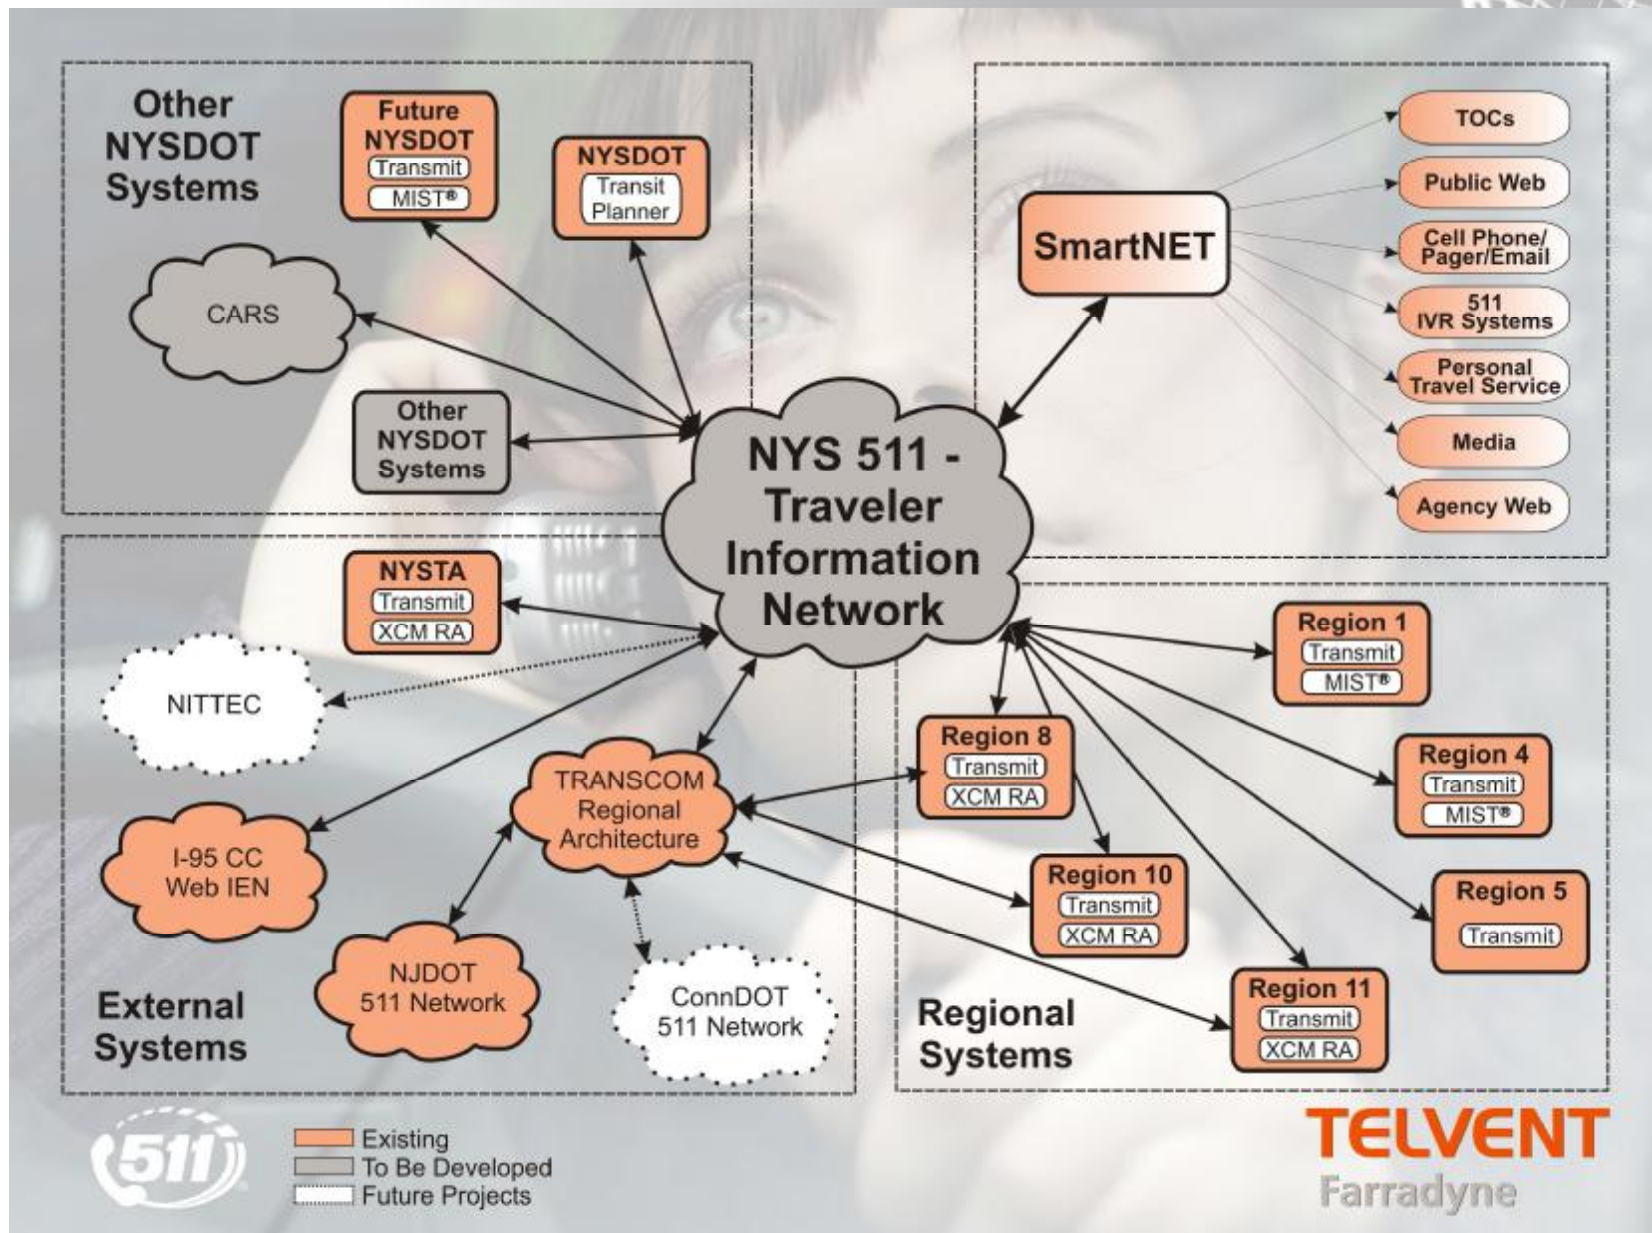 Other
NYSDOT
Systems
Future
NYSDOT
Transmit
MIST®
NYSDOT
Transit
Planner
CARS
Other
NYSDOT
Systems
SmartNET
TOCs
Public Web
Cell Phone/
Pager/Email
511
IVR Systems
Personal
Travel Service
Media
Agency Web
NYS 511 -
Traveler
Information
Network
NYSTA
Transmit
XCM RA
NITTEC
I-95 CC
Web IEN
TRANSCOM
Regional
Architecture
NJDOT
511 Network
ConnDOT
511 Network
External
Systems
Region 1
Transmit
MIST®
Region 8
Transmit
XCM RA
Region 4
Transmit
MIST®
Region 10
Transmit
XCM RA
Region 5
Transmit
Region 11
Transmit
XCM RA
Regional
Systems
511
Existing
To Be Developed
Future Projects
TELVENT
Farradyne